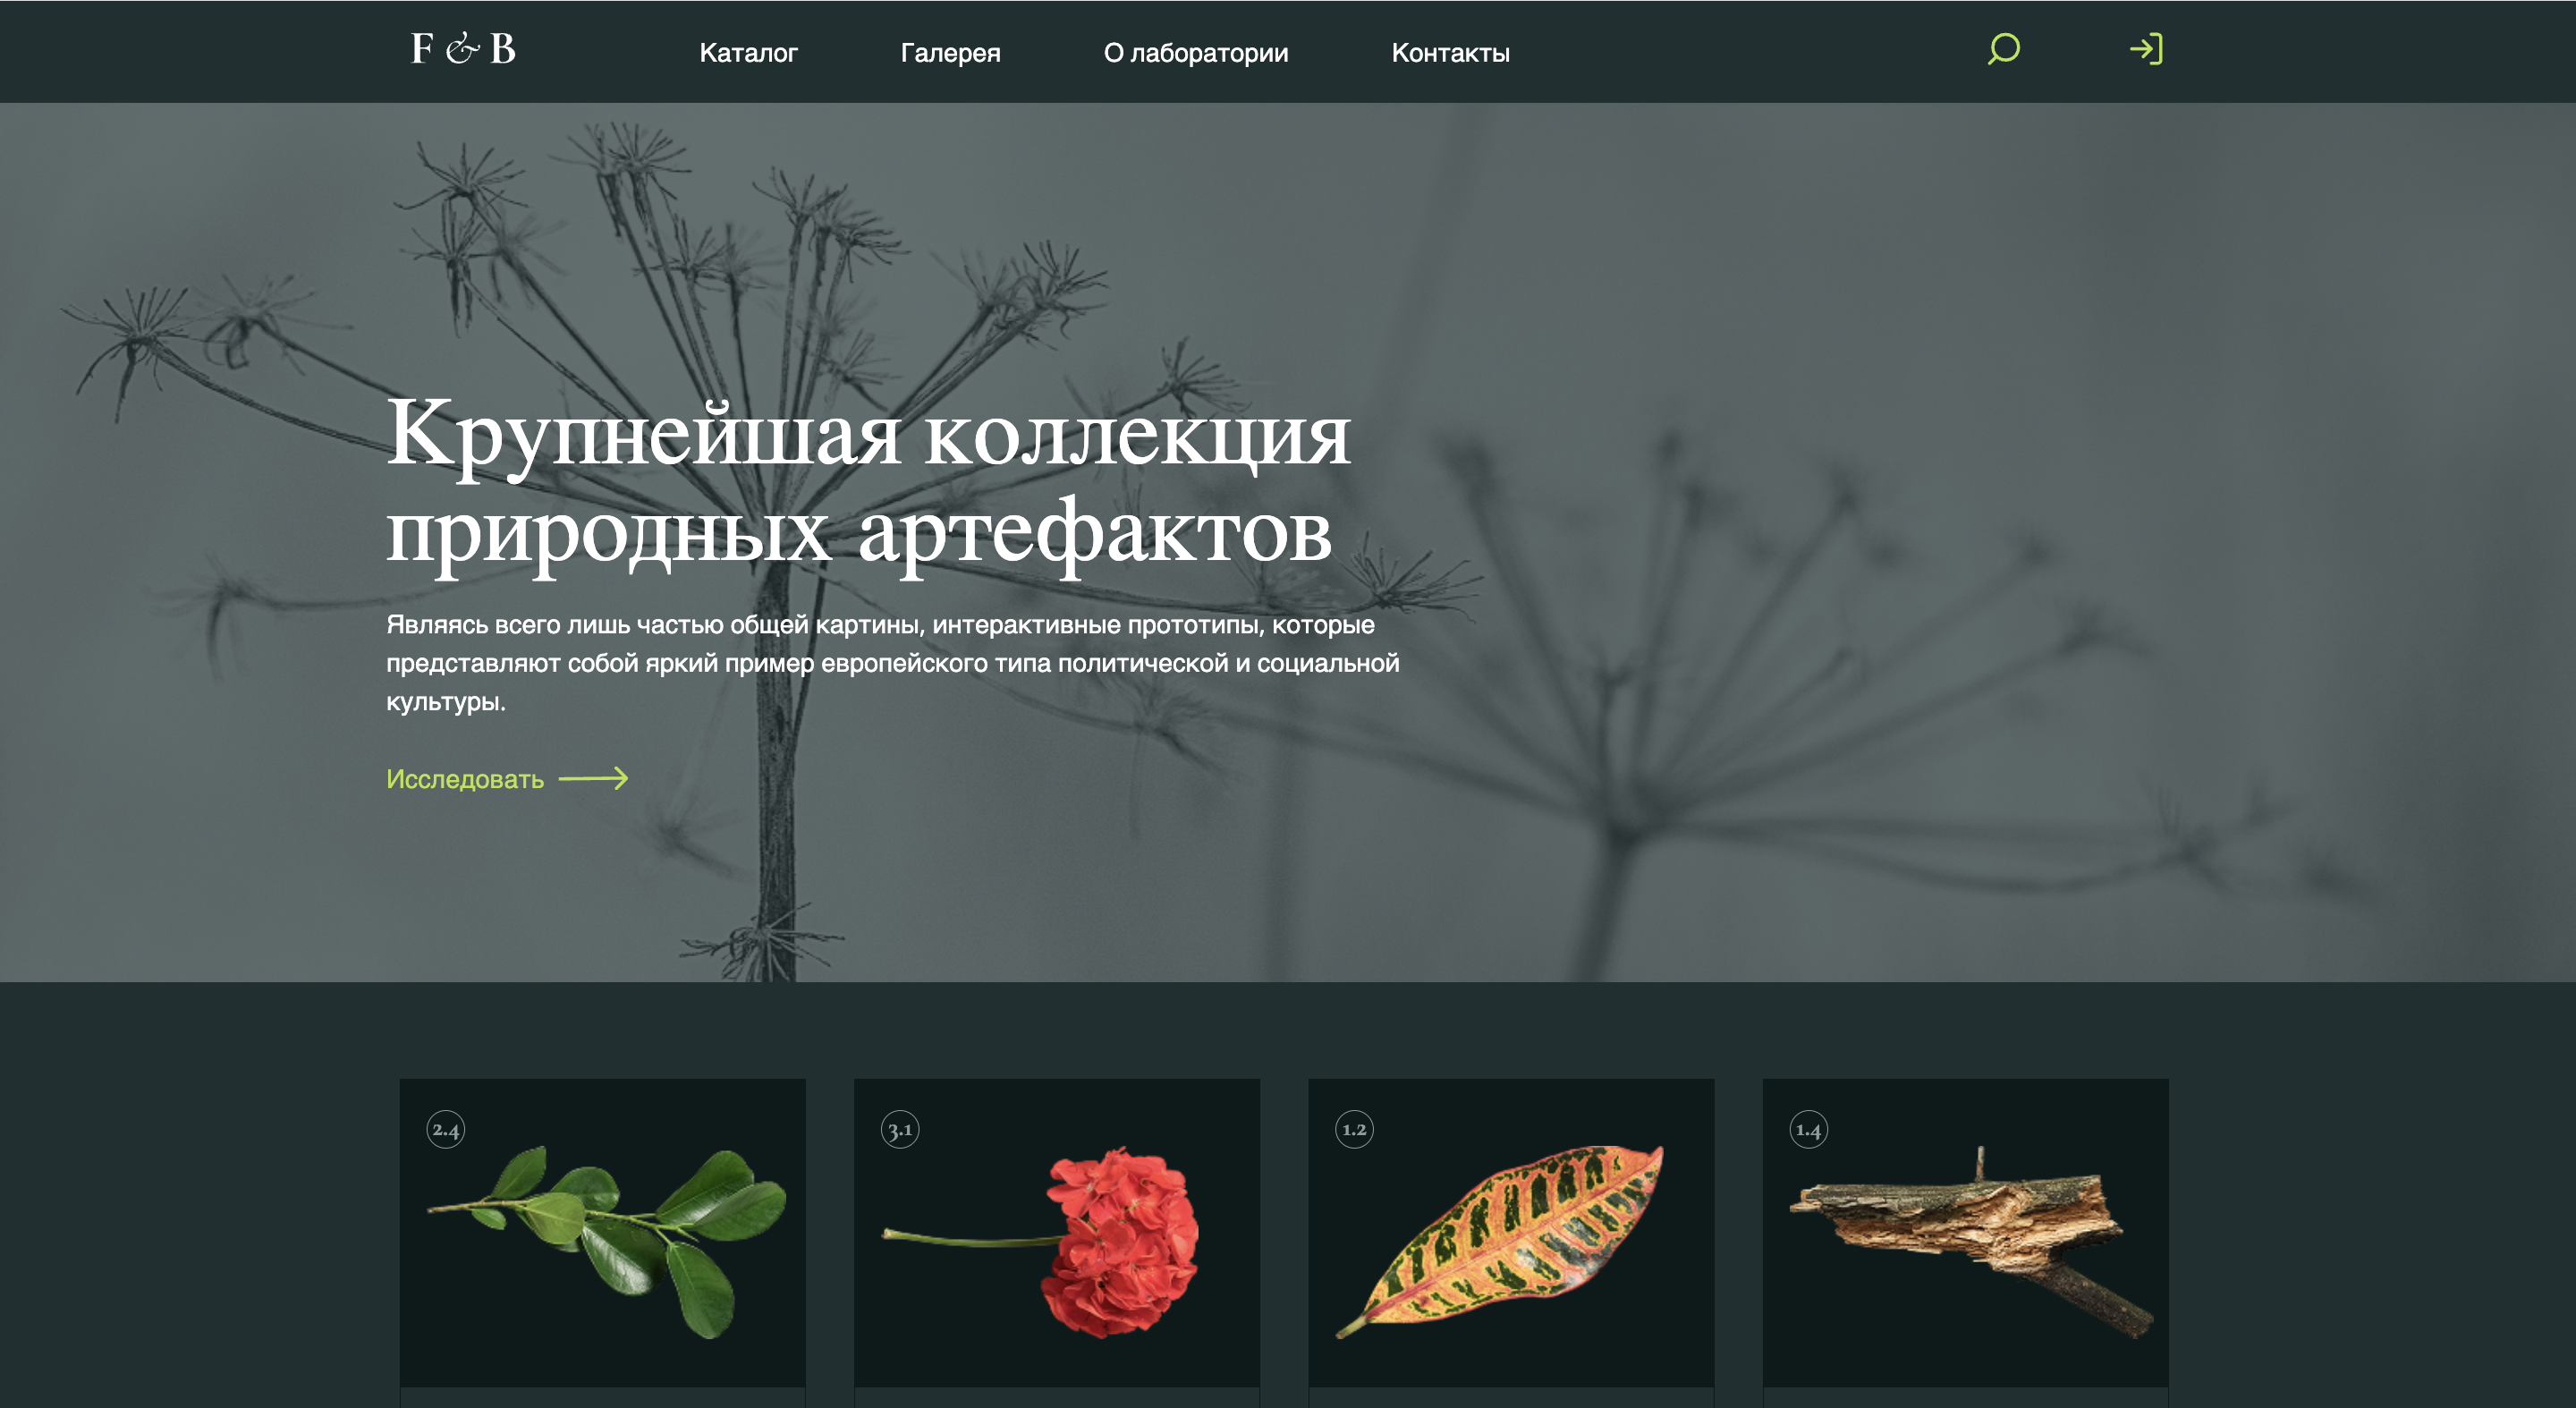 F & B
Каталог
Галерея
О лаборатории
Контакты
Крупнейшая коллекция
природных артефактов
Являясь всего лишь частью общей картины, интерактивные прототипы, которые
представляют собой яркий пример европейского типа политической и социальной
культуры.
Исследовать
2.4
3.1
1.2
1.4